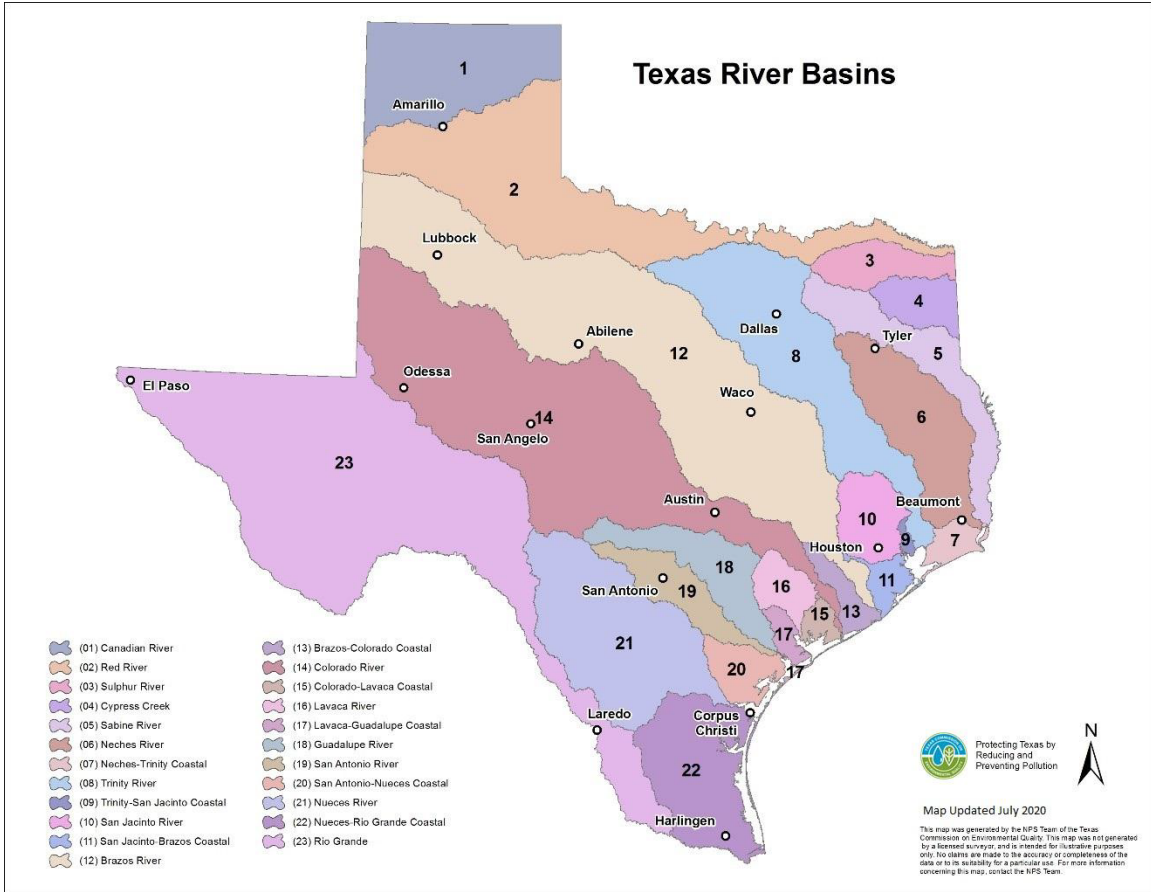 Texas River Basins
1
Amarillo
2
Lubbock
3
4
Abilene
Dallas
Tyler
12
8
5
Odessa
El Paso
Waco
6
14
San Angelo
23
Austin
Beaumont
10
9
7
Houston
18
11
16
San Antonio
19
15
13
17
21
20
17
Laredo
Corpus
Christi
22
Harlingen
(01) Canadian River
(02) Red River
(03) Sulphur River
(04) Cypress Creek
(05) Sabine River
(06) Neches River
(07) Neches-Trinity Coastal
(08) Trinity River
(09) Trinity-San Jacinto Coastal
(10) San Jacinto River
(11) San Jacinto-Brazos Coastal
(12) Brazos River
(13) Brazos-Colorado Coastal
(14) Colorado River
(15) Colorado-Lavaca Coastal
(16) Lavaca River
(17) Lavaca-Guadalupe Coastal
(18) Guadalupe River
(19) San Antonio River
(20) San Antonio-Nueces Coastal
(21) Nueces River
(22) Nueces-Rio Grande Coastal
(23) Rio Grande
Protecting Texas by
Reducing and
Preventing Pollution
N
Map Updated July 2020
This map was generated by the NPS Team of the Texas
Commission on Environmental Quality. This map was not generated
by a licensed surveyor, and is intended for illustrative purposes
only. No claims are made to the accuracy or completeness of the
data or to its suitability for a particular use. For more information
concerning this map, contact the NPS Team.